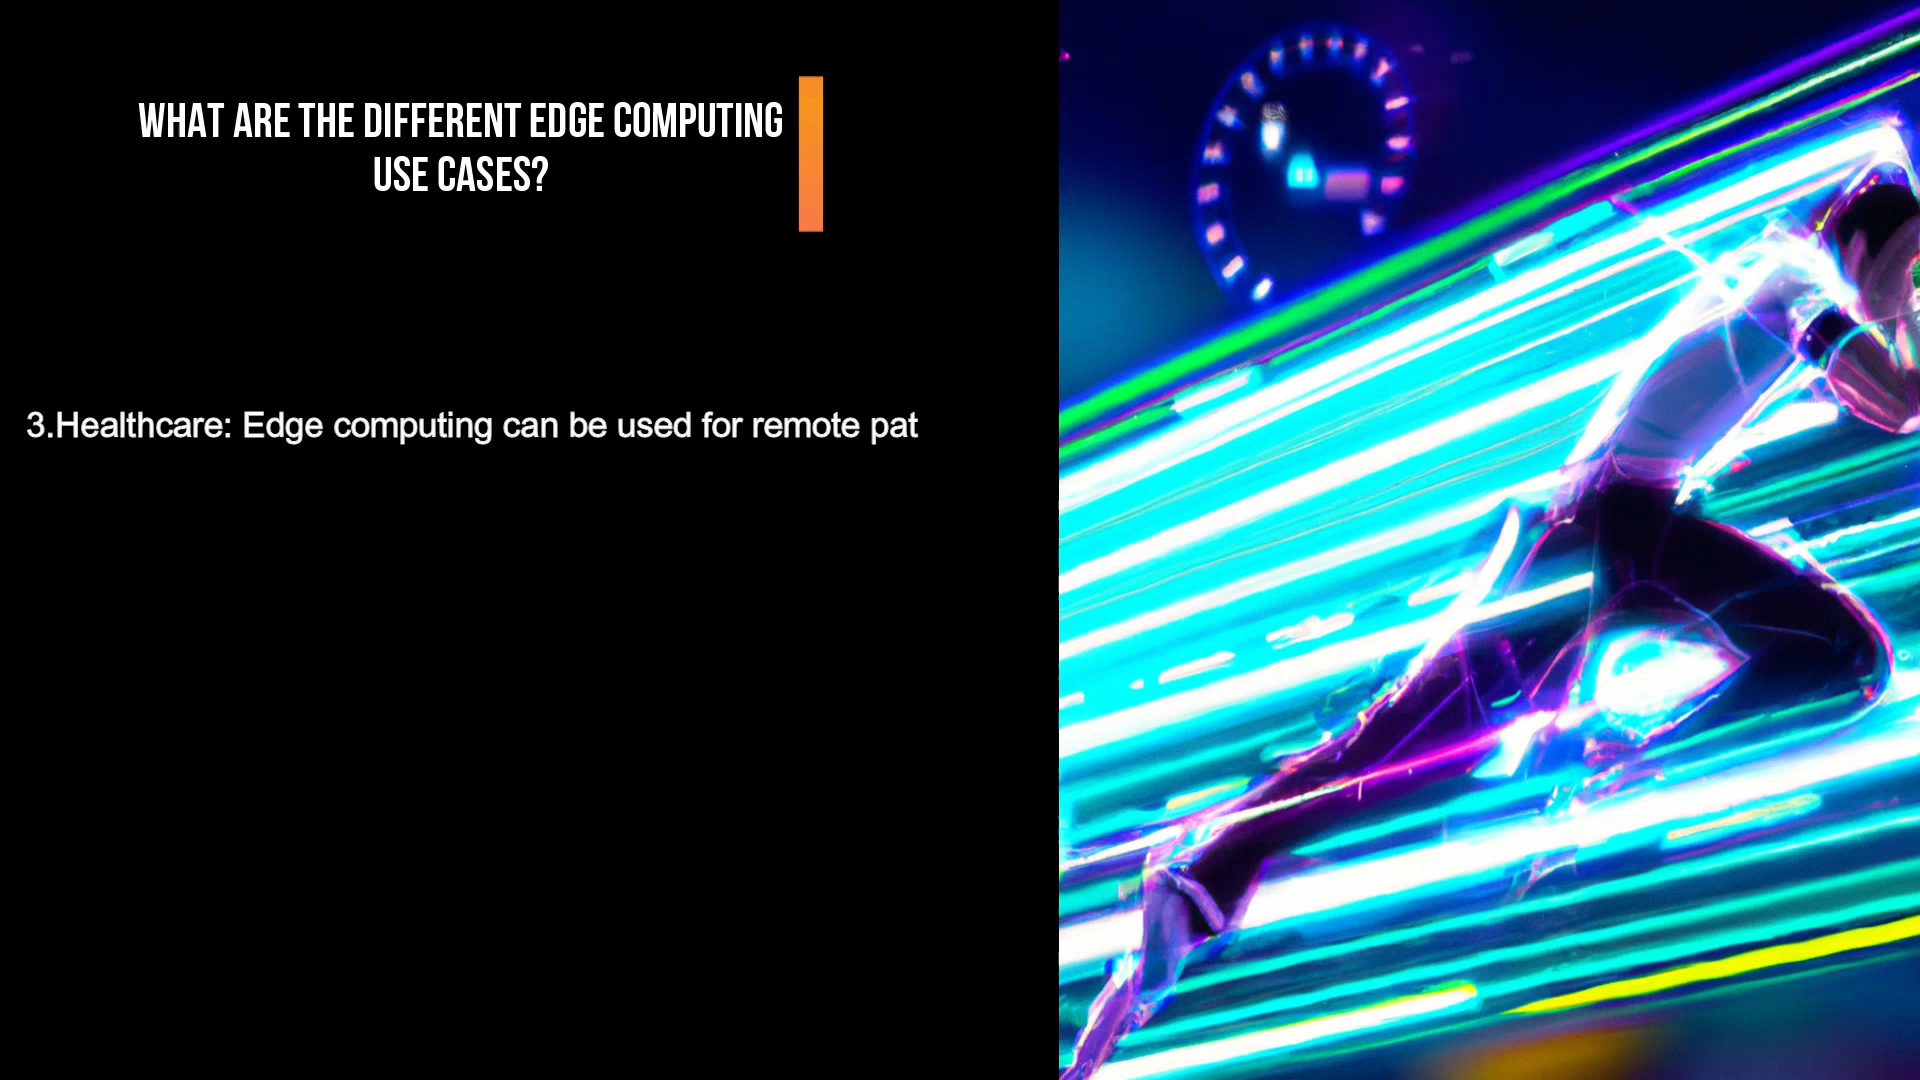 WHAT ARE THE DIFFERENT EDGE COMPUTING
USE CASES?
3.Healthcare: Edge computing can be used for remote pat